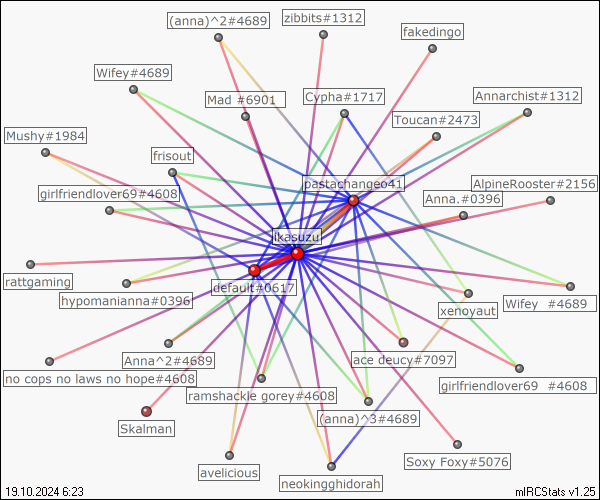 (anna)^2#4689
zibbits#1312
fakedingo
Wifey#4689
Mad #6901
Cypha#1717
Annarchist#1312
Toucan#2473
Mushy#1984
frisout
pastachangeo41
AlpineRooster#2156
girlfriendlover69#4608
Anna.#0396
ikasuzu
rattgaming
default#0617
hypomanianna#0396
xenoyaut
Wifey #4689
Anna^2#4689
ace deucy#7097
no cops no laws no hope#4608
girlfriendlover69 #4608
ramshackle gorey#4608
(anna)^3#4689
Skalman
Soxy Foxy#5076
avelicious
neokingghidorah
19.10.2024 6:23
mIRCStats v1.25